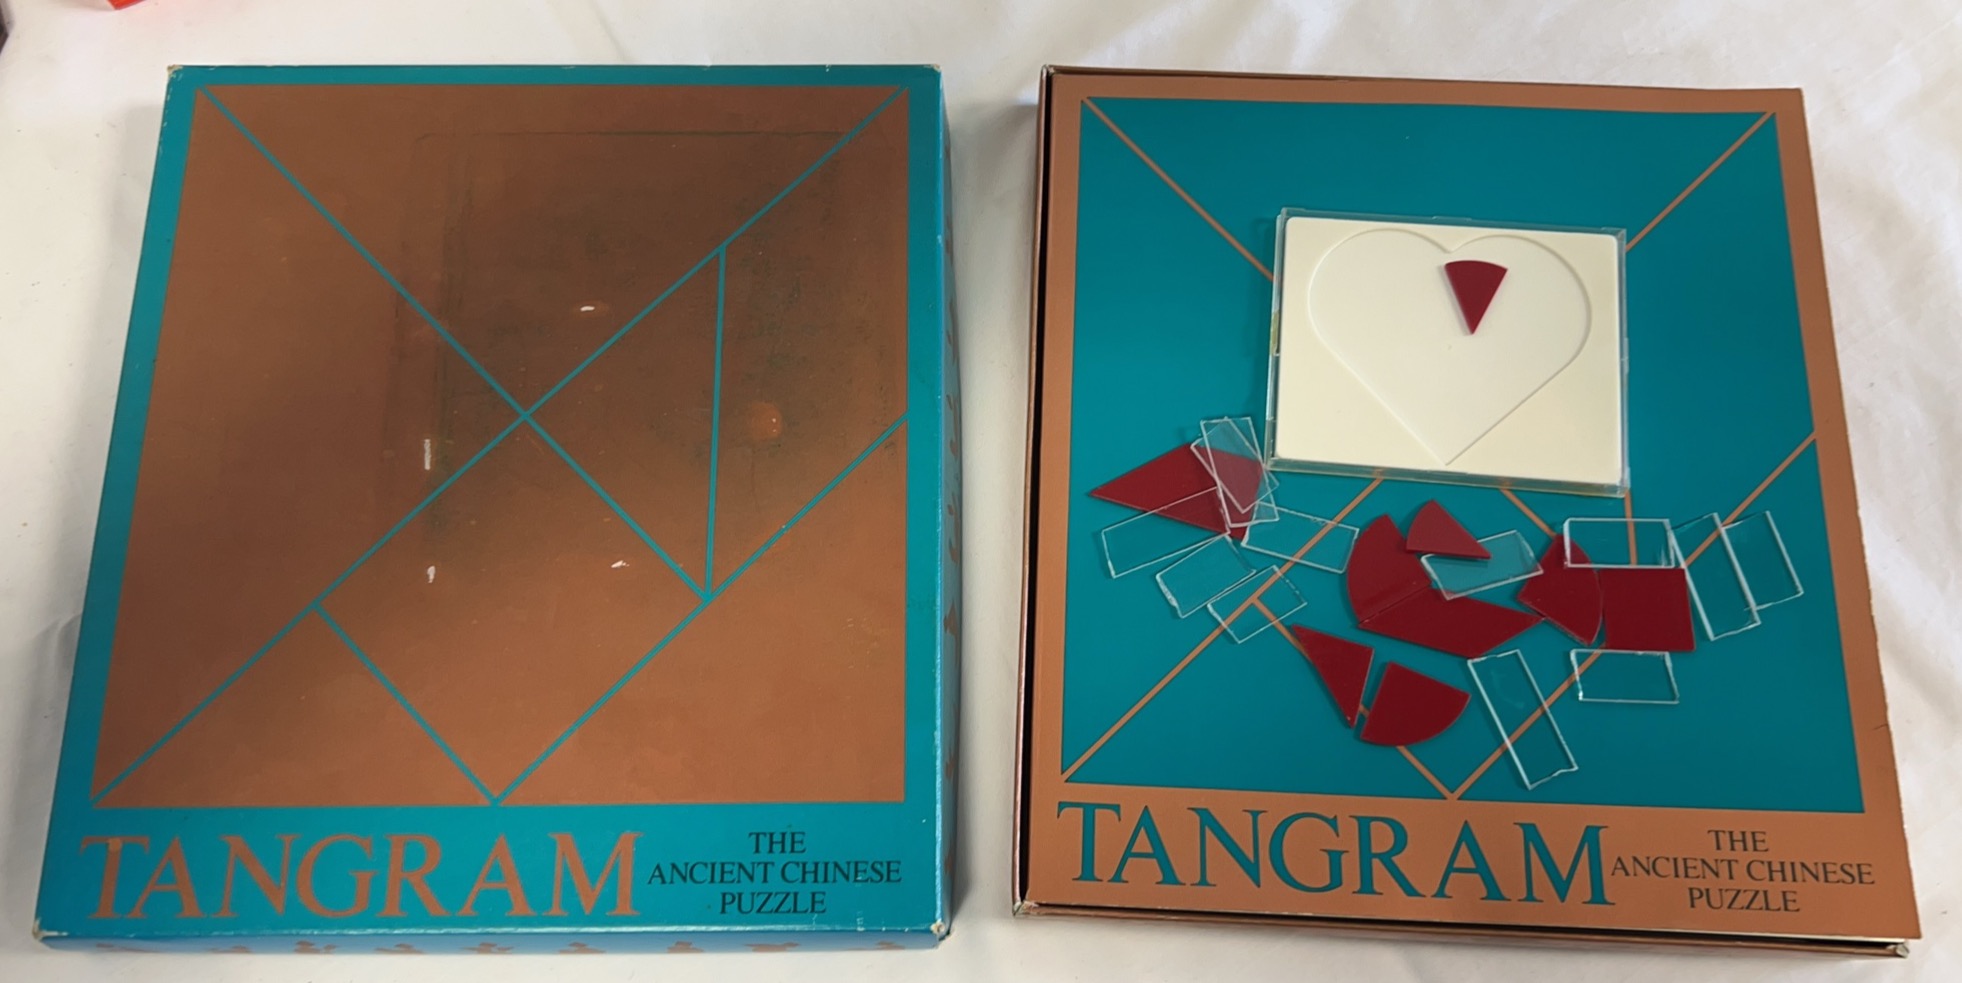 TANGRAM
THE
ANCIENT CHINESE
PUZZLE
TANGRAM
THE
ANCIENT CHINESE
PUZZLE